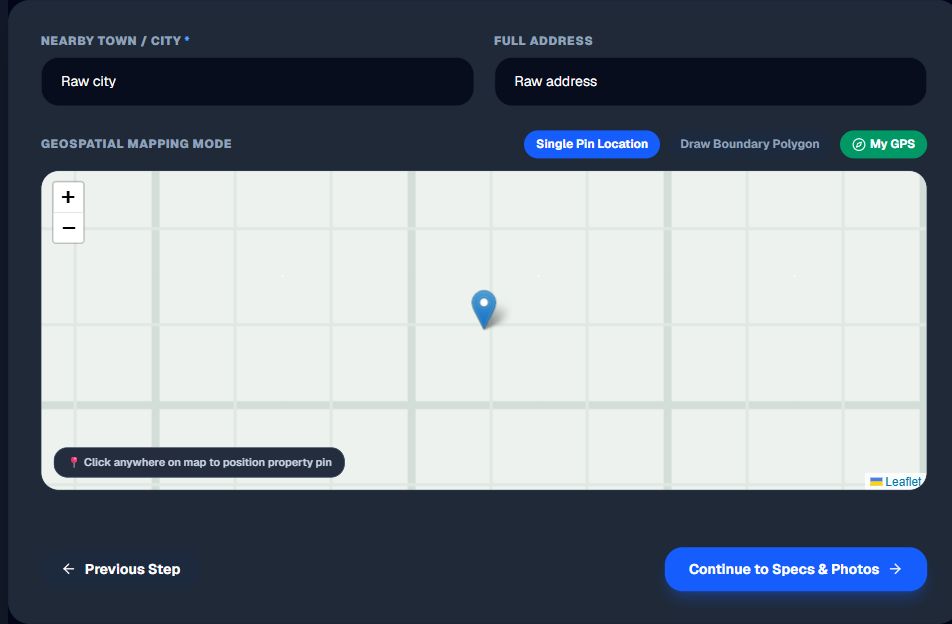 NEARBY TOWN / CITY *
FULL ADDRESS
Raw city
Raw address
GEOSPATIAL MAPPING MODE
Single Pin Location
Draw Boundary Polygon
My GPS
+
−
📍 Click anywhere on map to position property pin
Leaflet
← Previous Step
Continue to Specs & Photos →